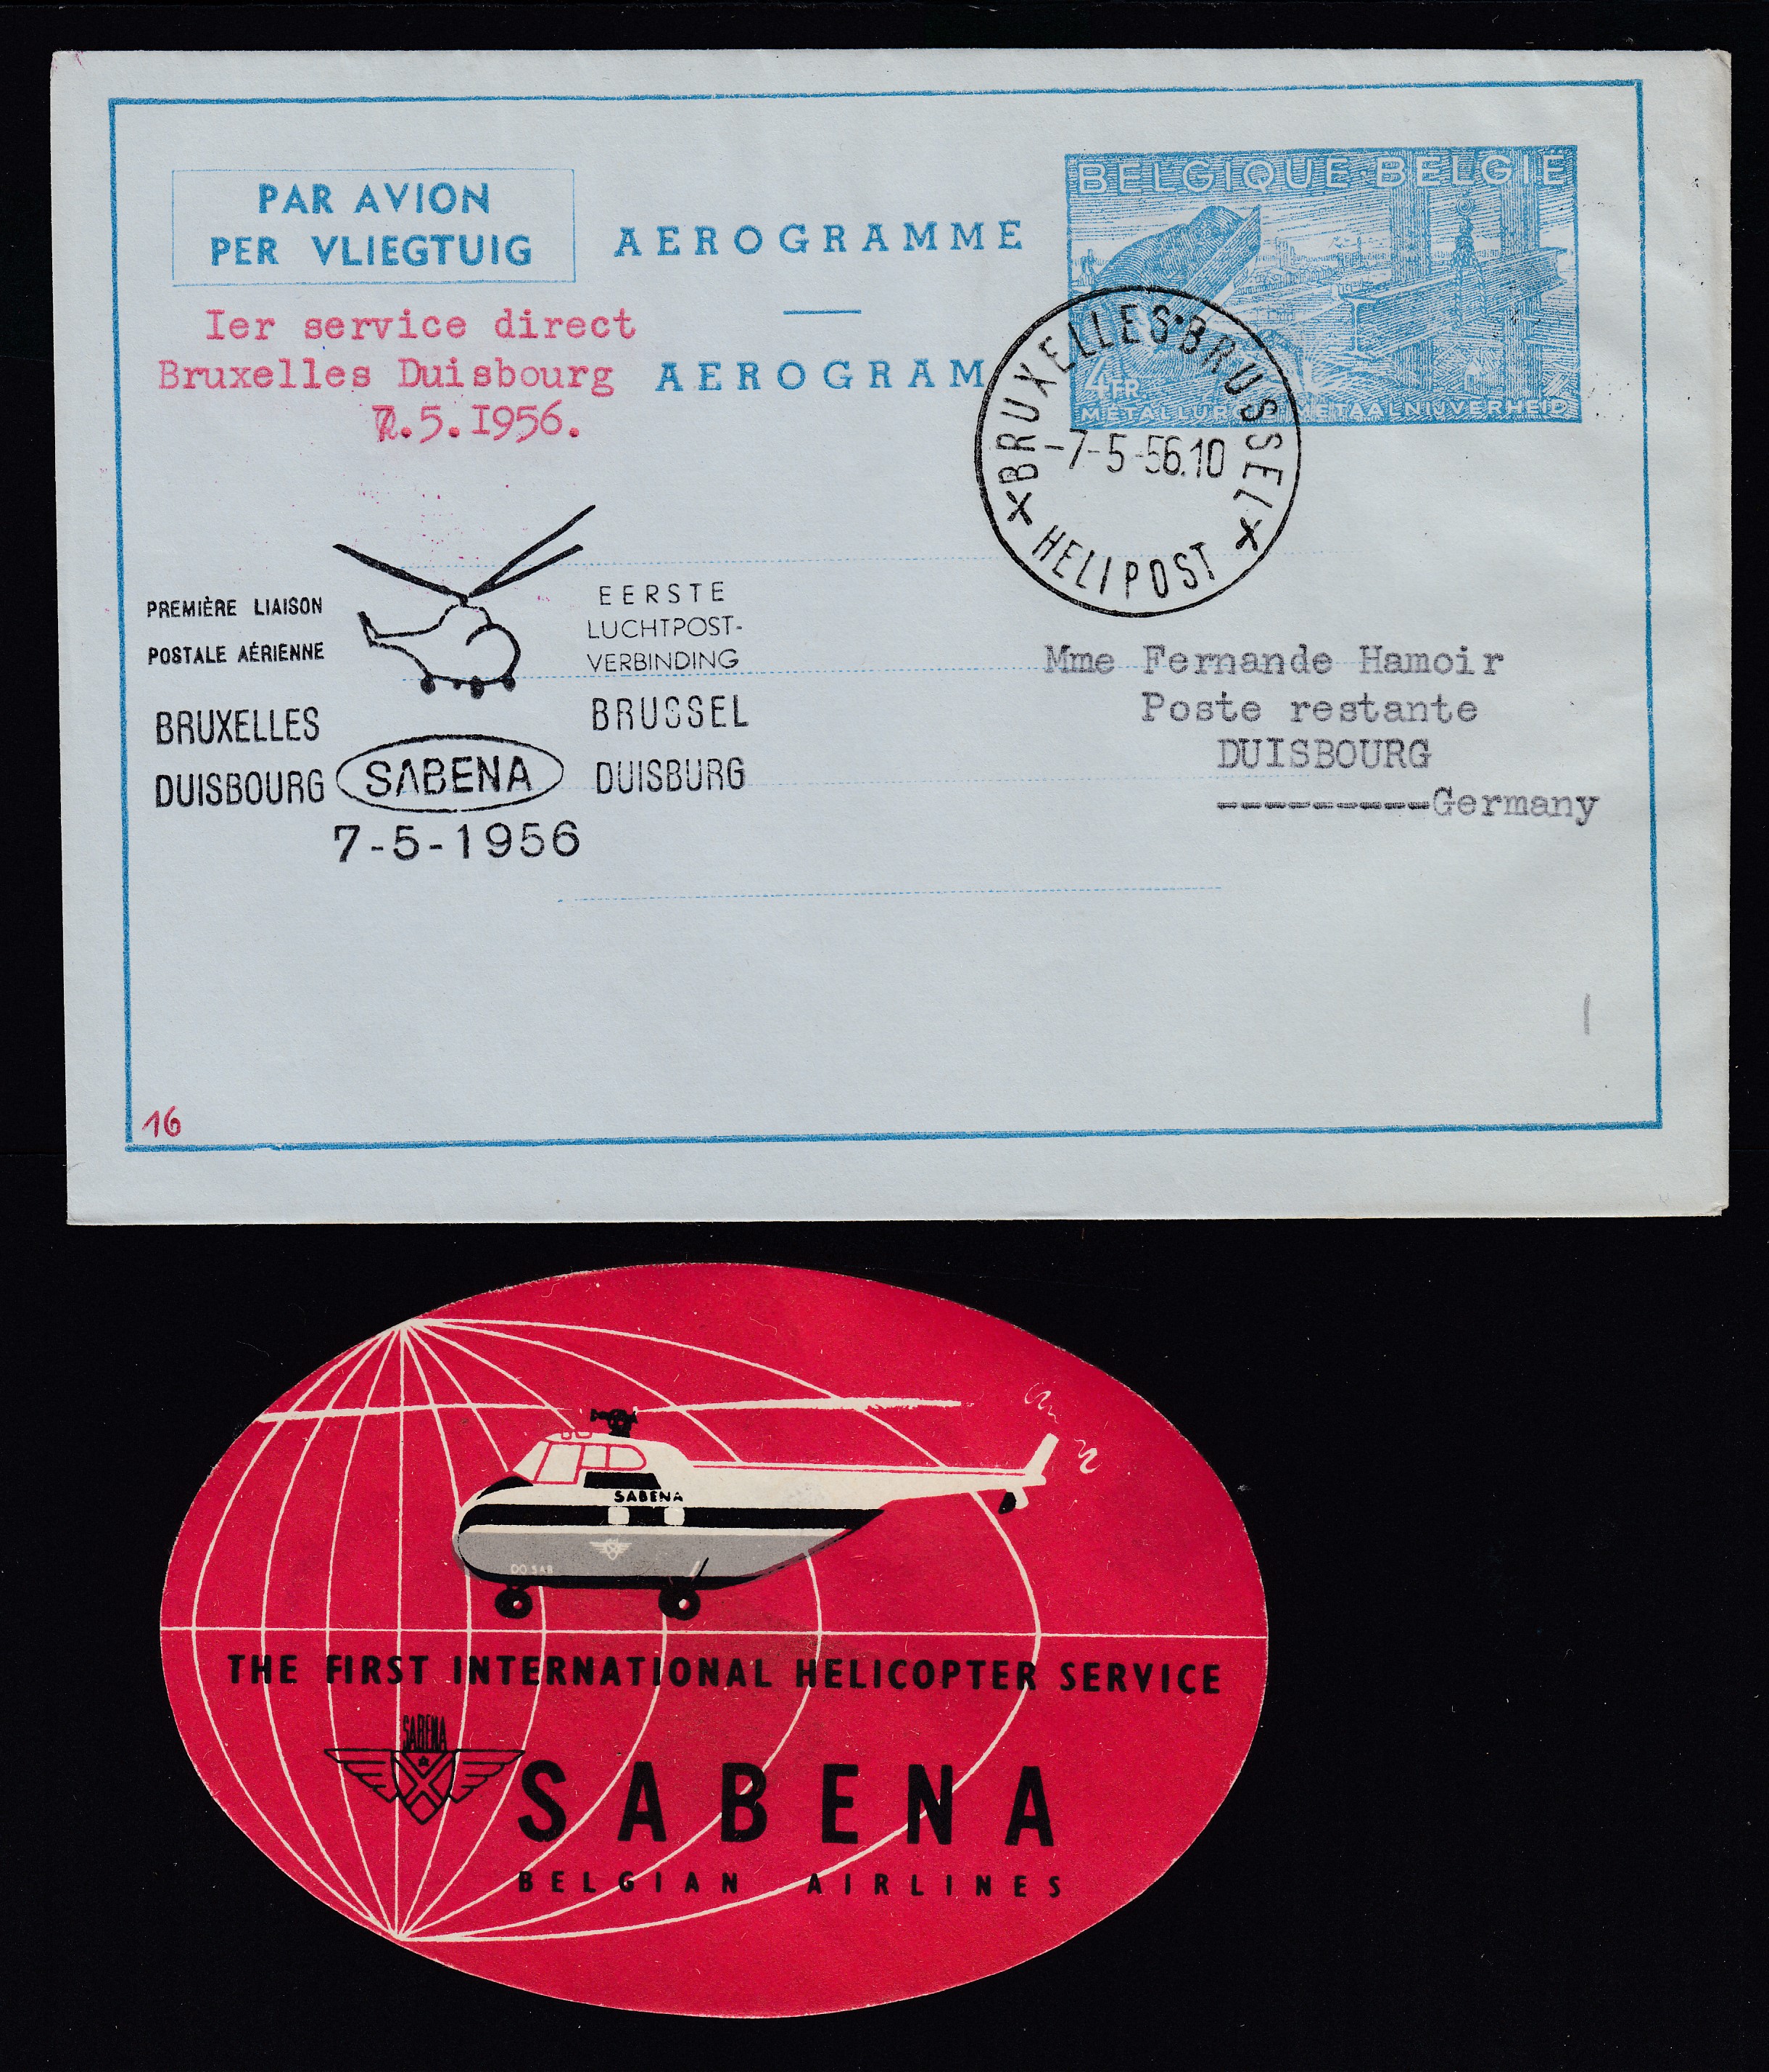 PAR AVION
PER VLIEGTUIG
AEROGRAMME
AEROGRAM
BELGIQUE·BELGIË
4FR.
METALLUR METAALNIJVERHEID
Ier service direct
Bruxelles Duisbourg
7.5.1956.
BRUXELLES·BRUSSEL
-7-5-56.10
HELIPOST
PREMIÈRE LIAISON
POSTALE AÉRIENNE
BRUXELLES
DUISBOURG
EERSTE
LUCHTPOST-
VERBINDING
BRUSSEL
DUISBURG
SABENA
7-5-1956
Mme Fernande Hamoir
Poste restante
DUISBOURG
---------Germany
16
SABENA
OO SAB
THE FIRST INTERNATIONAL HELICOPTER SERVICE
SABENA
SABENA
BELGIAN AIRLINES